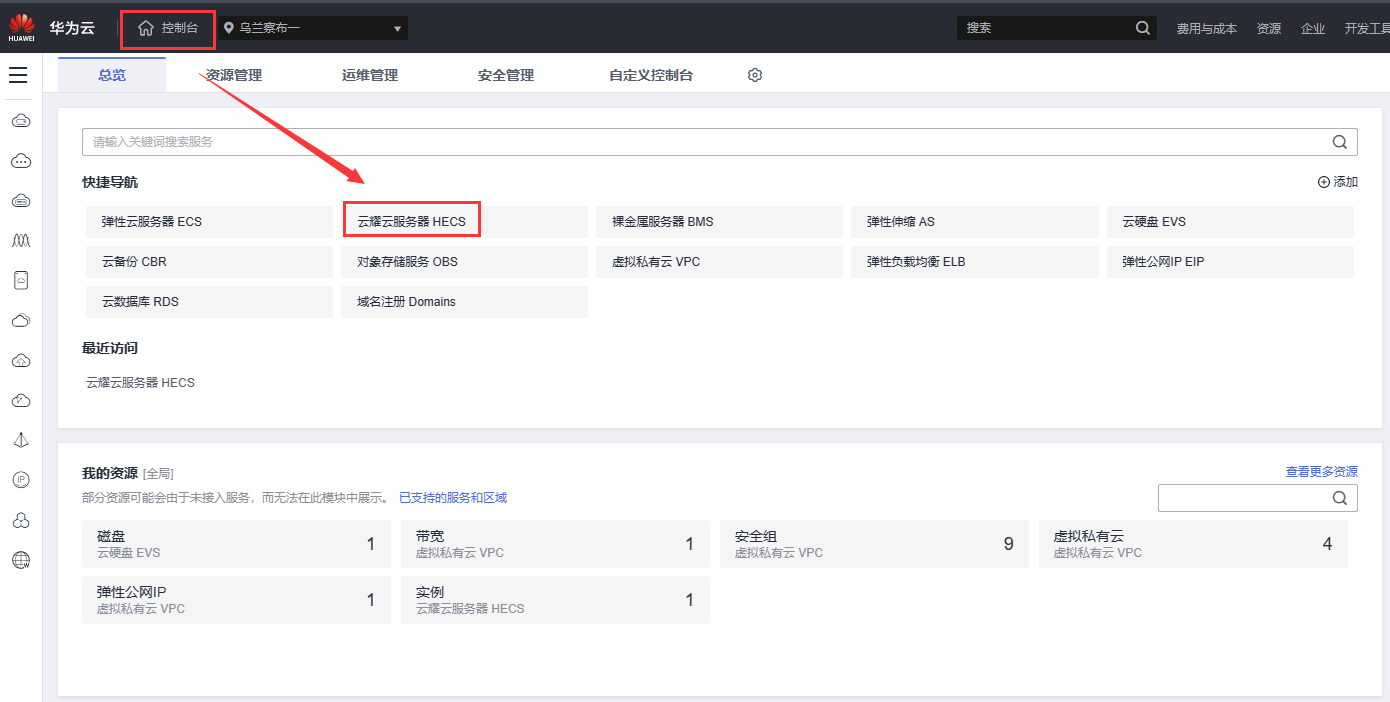 HUAWEI 华为云 控制台 乌兰察布一 搜索 费用与成本 资源 企业 开发工具
总览 资源管理 运维管理 安全管理 自定义控制台
请输入关键词搜索服务
快捷导航 添加
弹性云服务器 ECS 云耀云服务器 HECS 裸金属服务器 BMS 弹性伸缩 AS 云硬盘 EVS
云备份 CBR 对象存储服务 OBS 虚拟私有云 VPC 弹性负载均衡 ELB 弹性公网IP EIP
云数据库 RDS 域名注册 Domains
最近访问
云耀云服务器 HECS
我的资源 [全局] 查看更多资源
部分资源可能会由于未接入服务，而无法在此模块中展示。 已支持的服务和区域
磁盘 1 带宽 1 安全组 9 虚拟私有云 4
云硬盘 EVS 虚拟私有云 VPC 虚拟私有云 VPC 虚拟私有云 VPC
弹性公网IP 1 实例 1
虚拟私有云 VPC 云耀云服务器 HECS
IP